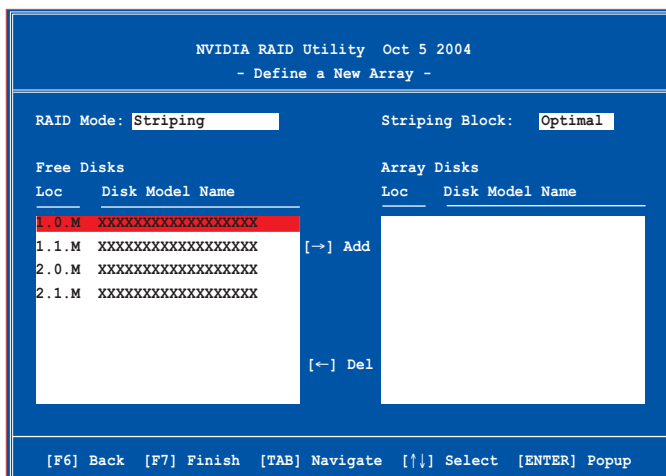 NVIDIA RAID Utility Oct 5 2004
- Define a New Array -
RAID Mode: Striping Striping Block: Optimal
Free Disks Array Disks
Loc Disk Model Name Loc Disk Model Name
1.0.M XXXXXXXXXXXXXXXXXX
1.1.M XXXXXXXXXXXXXXXXXX [→] Add
2.0.M XXXXXXXXXXXXXXXXXX
2.1.M XXXXXXXXXXXXXXXXXX
[←] Del
[F6] Back [F7] Finish [TAB] Navigate [↑↓] Select [ENTER] Popup